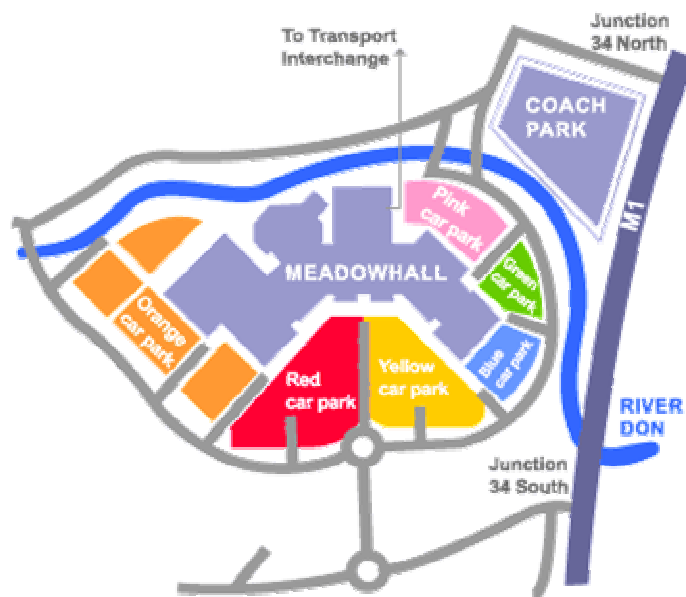 Junction
34 North
To Transport
Interchange
COACH
PARK
M1
Pink
car park
MEADOWHALL
Green
car park
Orange
car park
Blue
car park
Red
car park
Yellow
car park
RIVER
DON
Junction
34 South